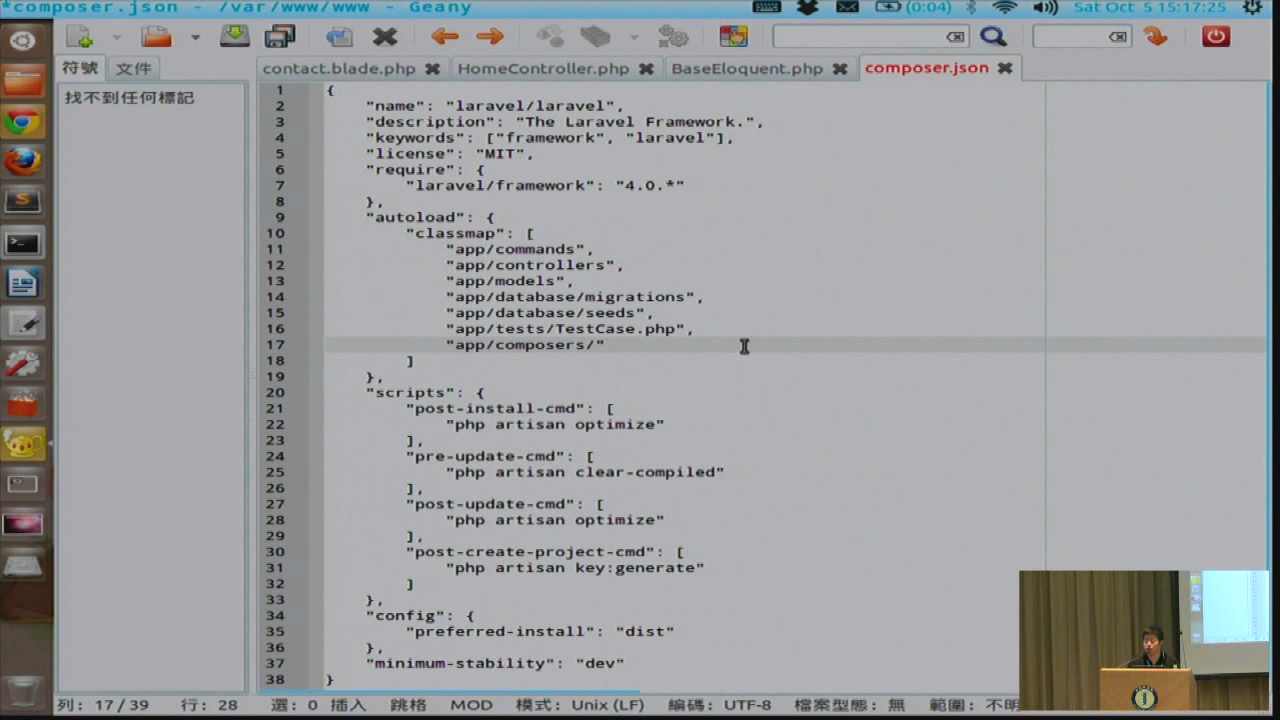 *composer.json - /var/www/www - Geany
(0:04)
Sat Oct 5 15:17:25
符號
文件
contact.blade.php
HomeController.php
BaseEloquent.php
composer.json
找不到任何標記
1 {
2 "name": "laravel/laravel",
3 "description": "The Laravel Framework.",
4 "keywords": ["framework", "laravel"],
5 "license": "MIT",
6 "require": {
7 "laravel/framework": "4.0.*"
8 },
9 "autoload": {
10 "classmap": [
11 "app/commands",
12 "app/controllers",
13 "app/models",
14 "app/database/migrations",
15 "app/database/seeds",
16 "app/tests/TestCase.php",
17 "app/composers/"
18 ]
19 },
20 "scripts": {
21 "post-install-cmd": [
22 "php artisan optimize"
23 ],
24 "pre-update-cmd": [
25 "php artisan clear-compiled"
26 ],
27 "post-update-cmd": [
28 "php artisan optimize"
29 ],
30 "post-create-project-cmd": [
31 "php artisan key:generate"
32 ]
33 },
34 "config": {
35 "preferred-install": "dist"
36 },
37 "minimum-stability": "dev"
38 }
列: 17/39 行: 28 選: 0 插入 跳格 MOD 模式: Unix (LF) 編碼: UTF-8 檔案型態: 無 範圍: 不明